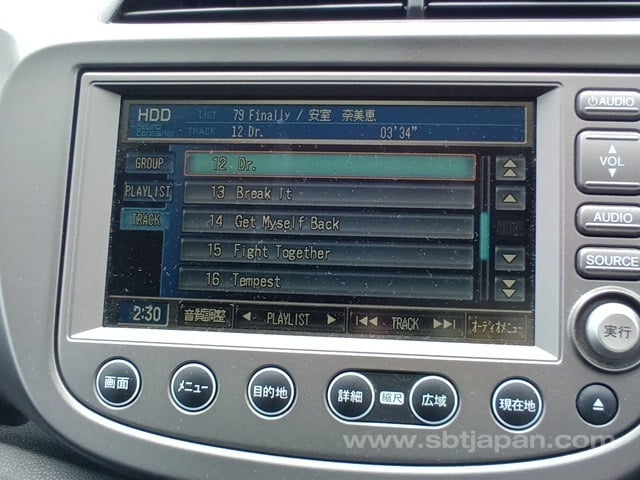 HDD LIST 79 Finally / 安室 奈美恵
Sound Container TRACK 12 Dr. 03'34"
GROUP
PLAYLIST
TRACK
12 Dr.
13 Break It
14 Get Myself Back
15 Fight Together
16 Tempest
2:30 音質調整 PLAYLIST TRACK オーディオメニュー
AUDIO
VOL
AUDIO
SOURCE
実行
画面 メニュー 目的地 詳細 縮尺 広域 現在地
www.sbtjapan.com